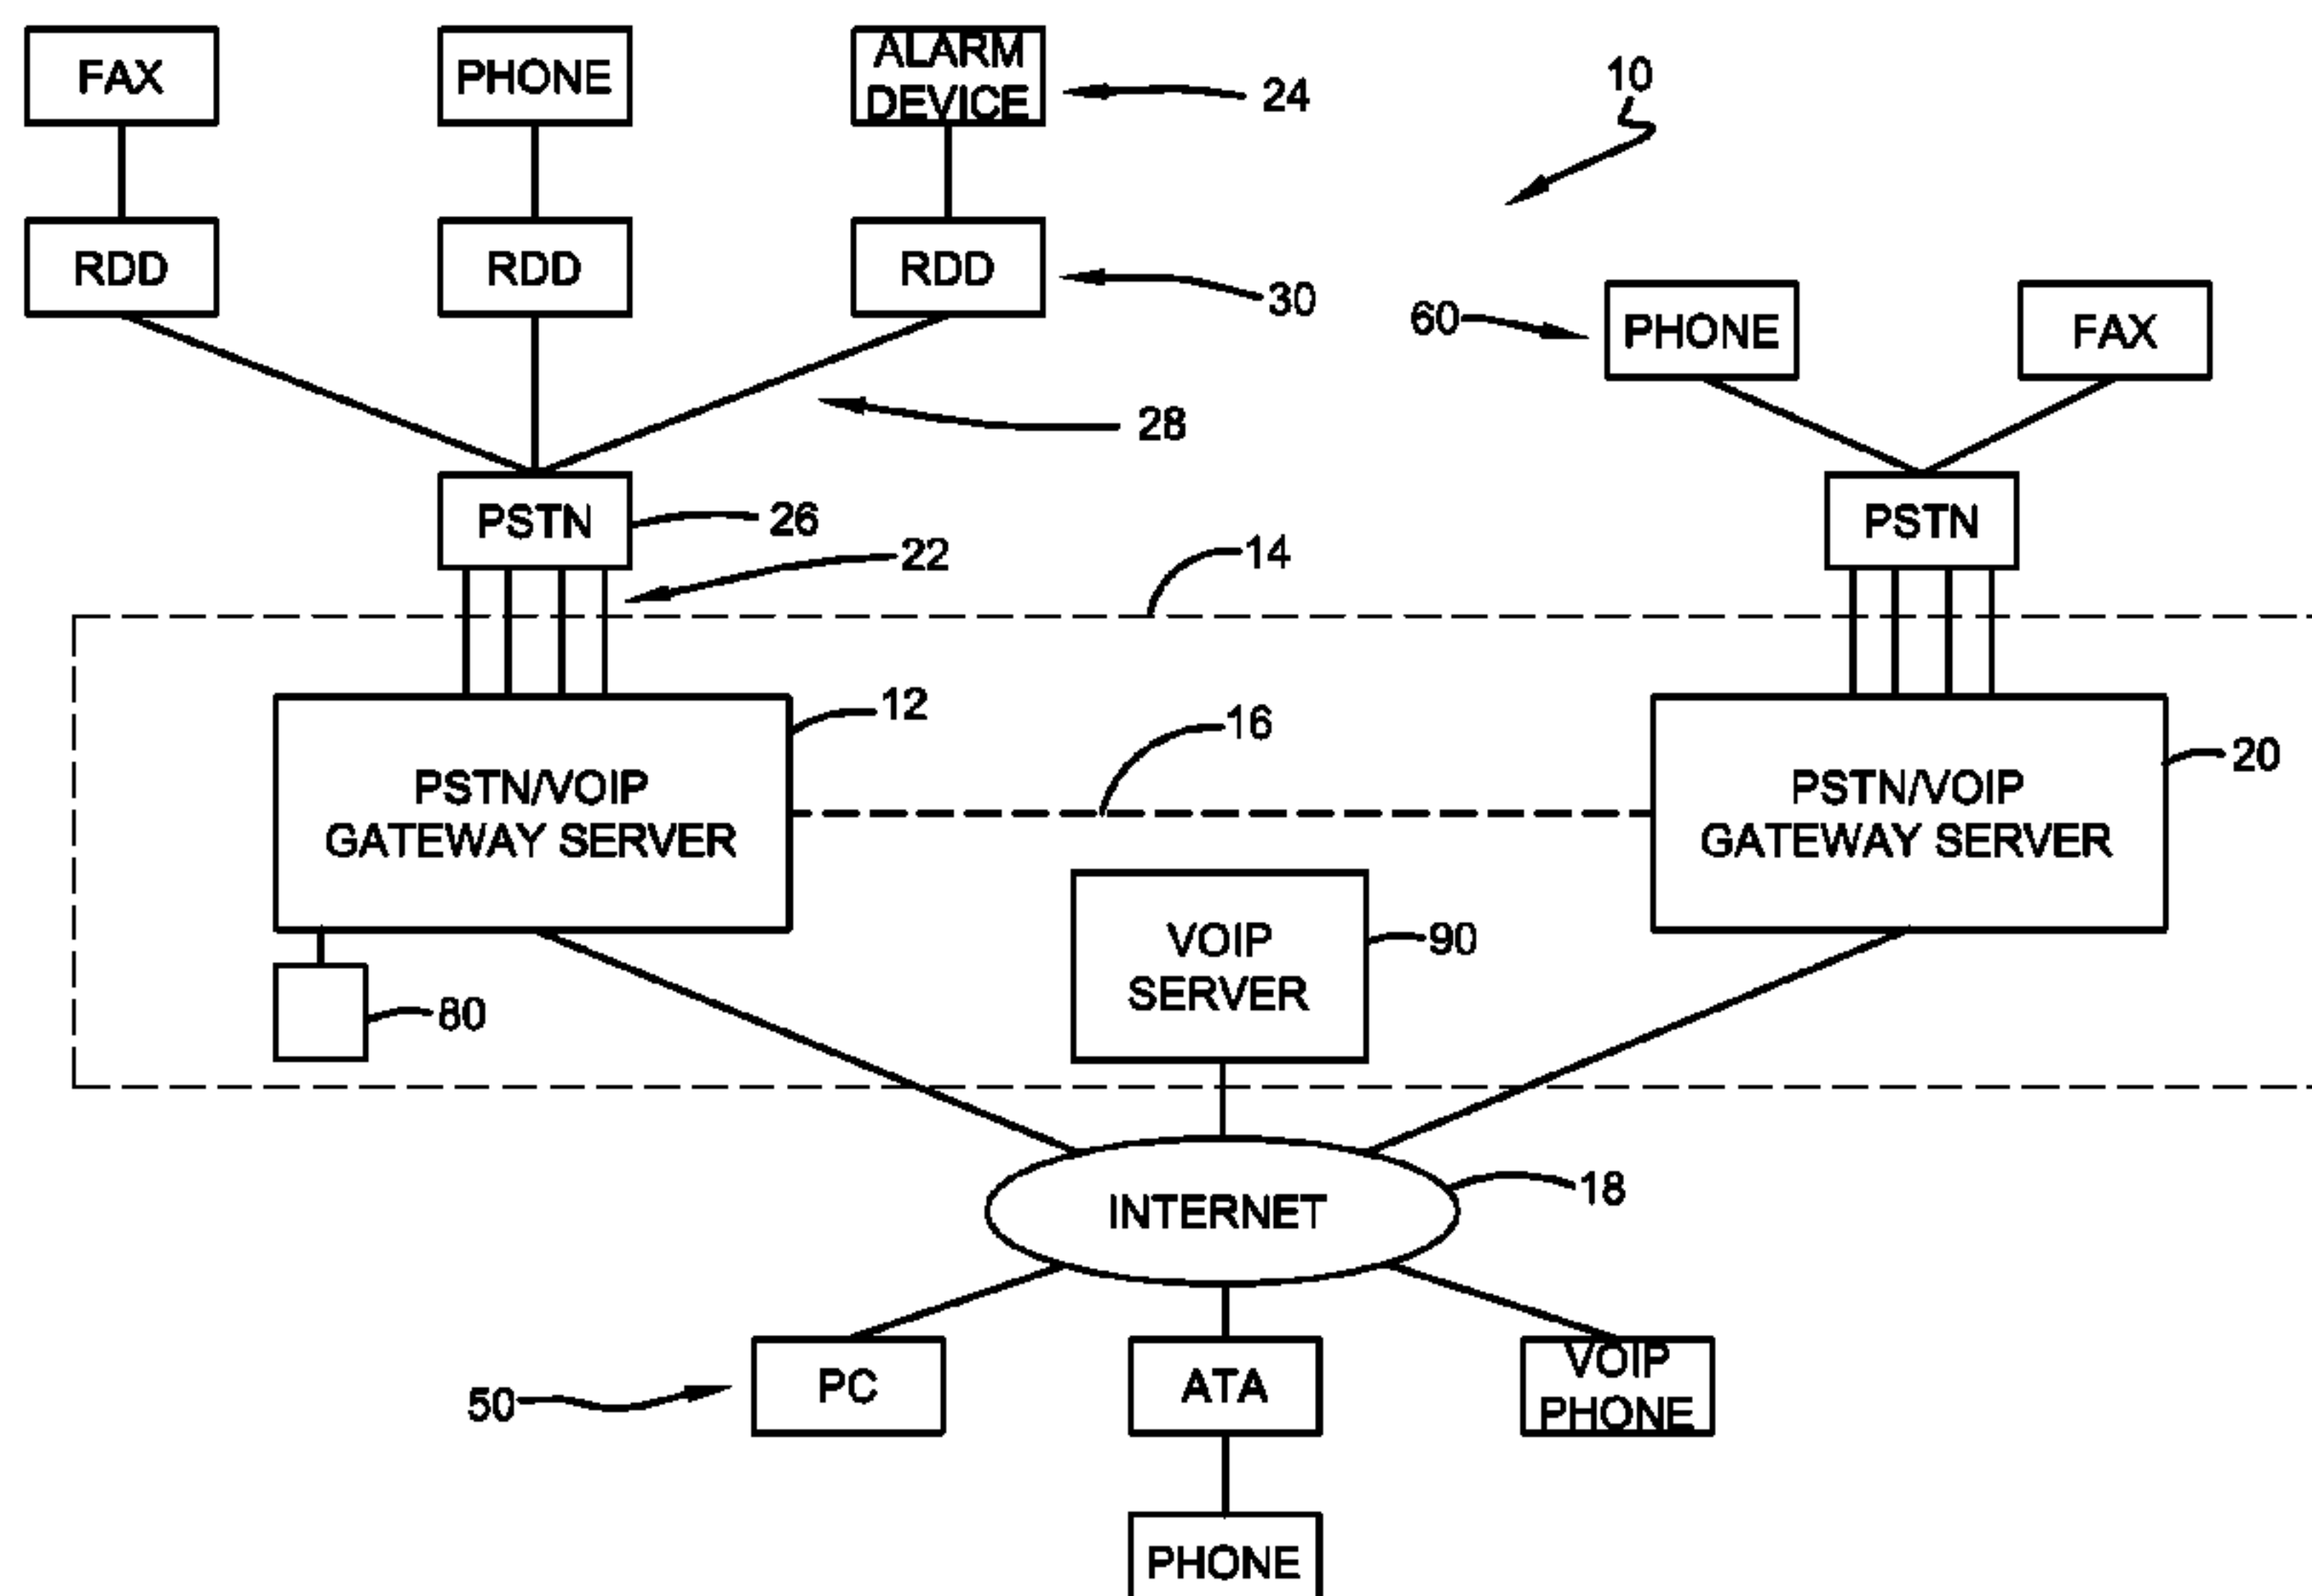 FAX
PHONE
ALARM
DEVICE
24
10
RDD
RDD
RDD
30
60
PHONE
FAX
28
PSTN
26
PSTN
22
14
12
16
20
PSTN/VOIP
GATEWAY SERVER
PSTN/VOIP
GATEWAY SERVER
VOIP
SERVER
90
80
INTERNET
18
50
PC
ATA
VOIP
PHONE
PHONE